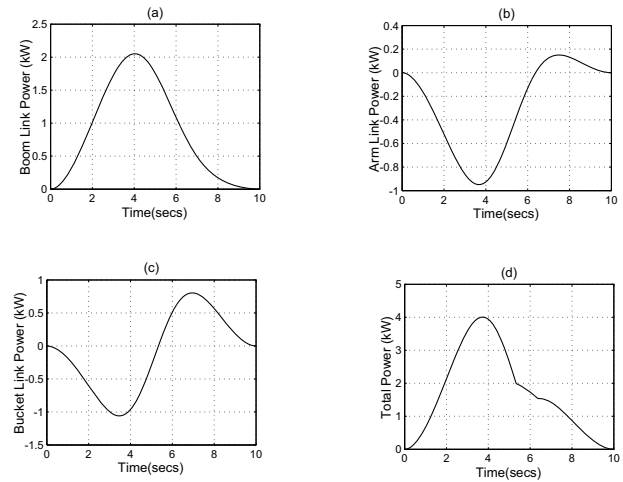 (a)
Boom Link Power (kW)
2.5
2
1.5
1
0.5
0
0 2 4 6 8 10
Time(secs)
(b)
Arm Link Power (kW)
0.4
0.2
0
-0.2
-0.4
-0.6
-0.8
-1
0 2 4 6 8 10
Time(secs)
(c)
Bucket Link Power (kW)
1
0.5
0
-0.5
-1
-1.5
0 2 4 6 8 10
Time(secs)
(d)
Total Power (kW)
5
4
3
2
1
0
0 2 4 6 8 10
Time(secs)